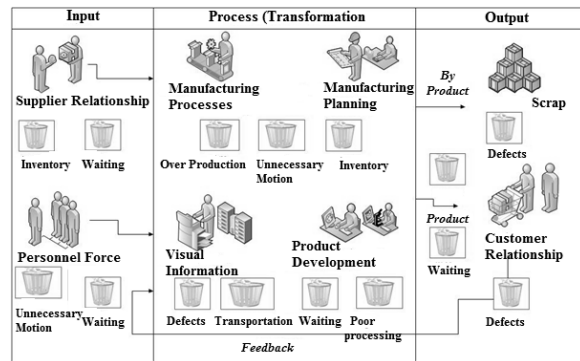 Input
Process (Transformation
Output
Supplier Relationship
Manufacturing
Processes
Manufacturing
Planning
By
Product
Scrap
Inventory
Waiting
Over Production
Unnecessary
Motion
Inventory
Defects
Personnel Force
Visual
Information
Product
Development
Product
Customer
Relationship
Waiting
Unnecessary
Motion
Waiting
Defects
Transportation
Waiting
Poor
processing
Defects
Feedback